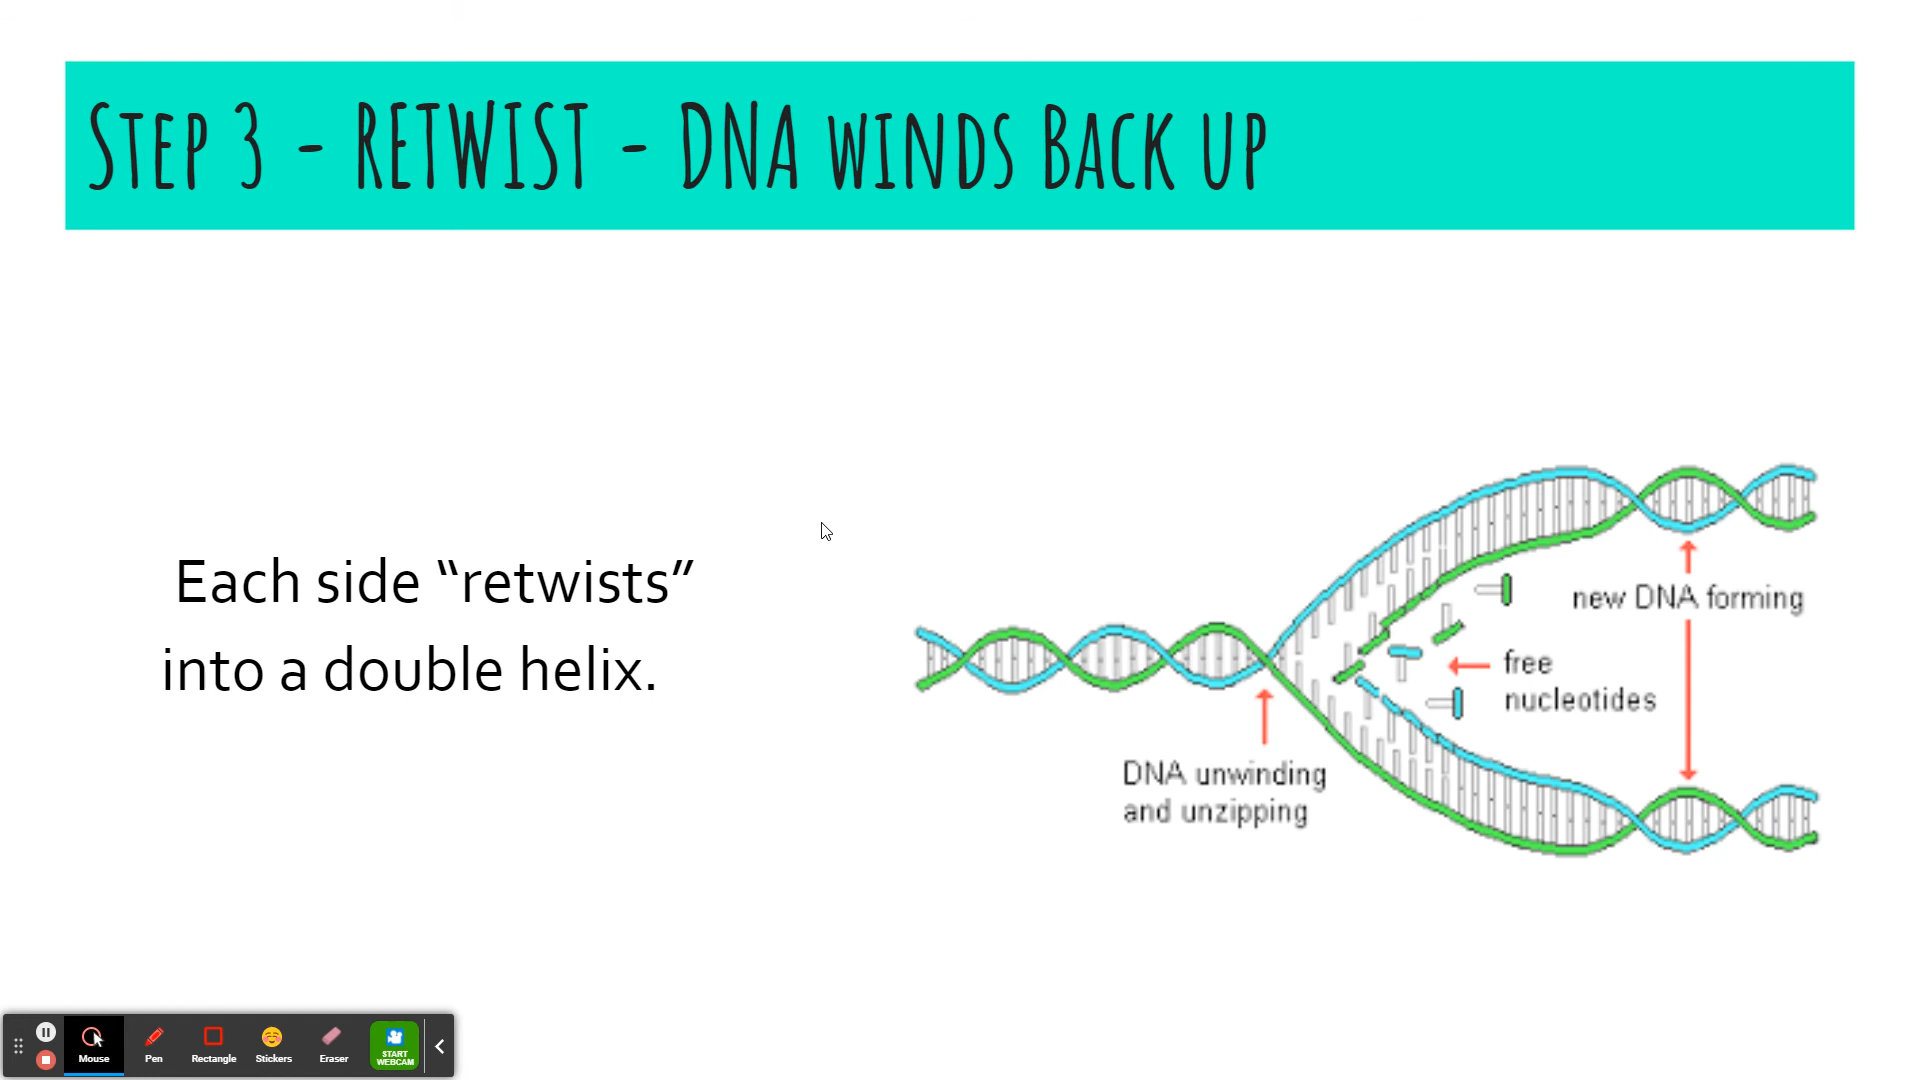 Step 3 - RETWIST - DNA winds Back up
Each side “retwists”
into a double helix.
new DNA forming
free
nucleotides
DNA unwinding
and unzipping
Mouse
Pen
Rectangle
Stickers
Eraser
START
WEBCAM